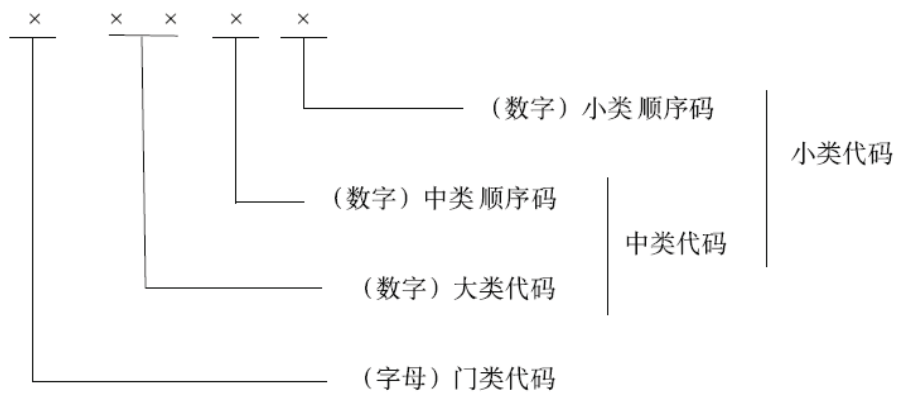 × × × × ×
（数字）小类顺序码
小类代码
（数字）中类顺序码
中类代码
（数字）大类代码
（字母）门类代码